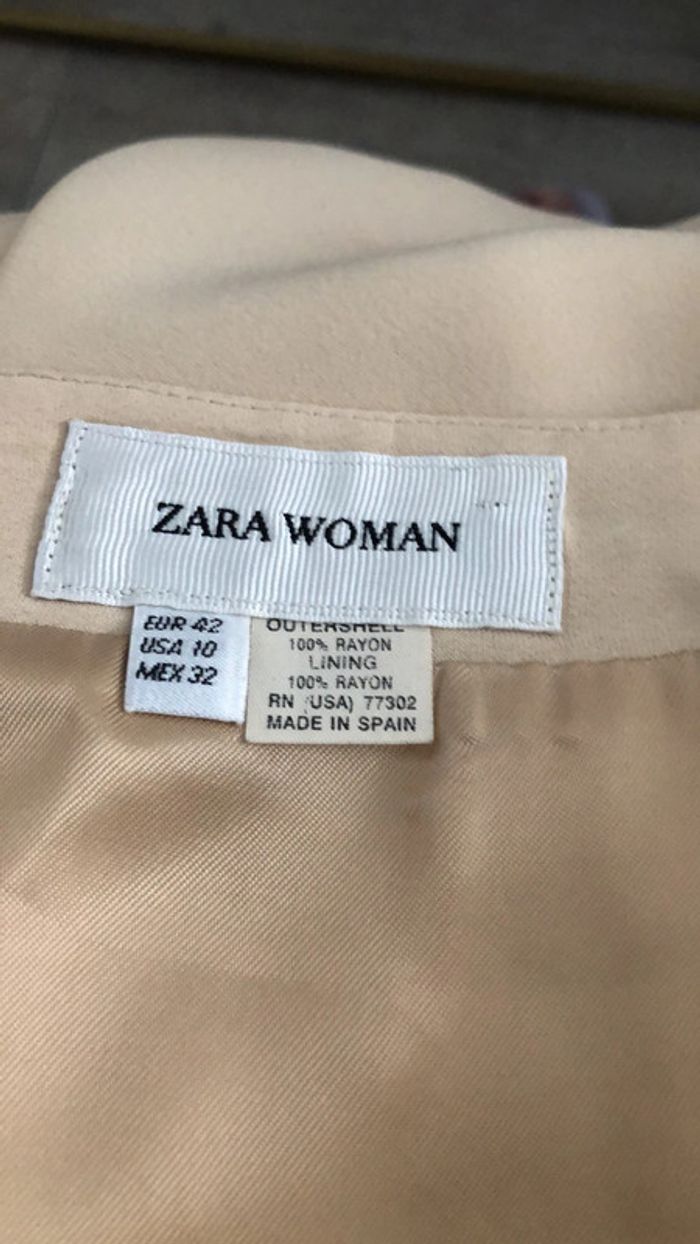 ZARA WOMAN
EUR 42
USA 10
MEX 32
OUTERSHELL
100% RAYON
LINING
100% RAYON
RN (USA) 77302
MADE IN SPAIN